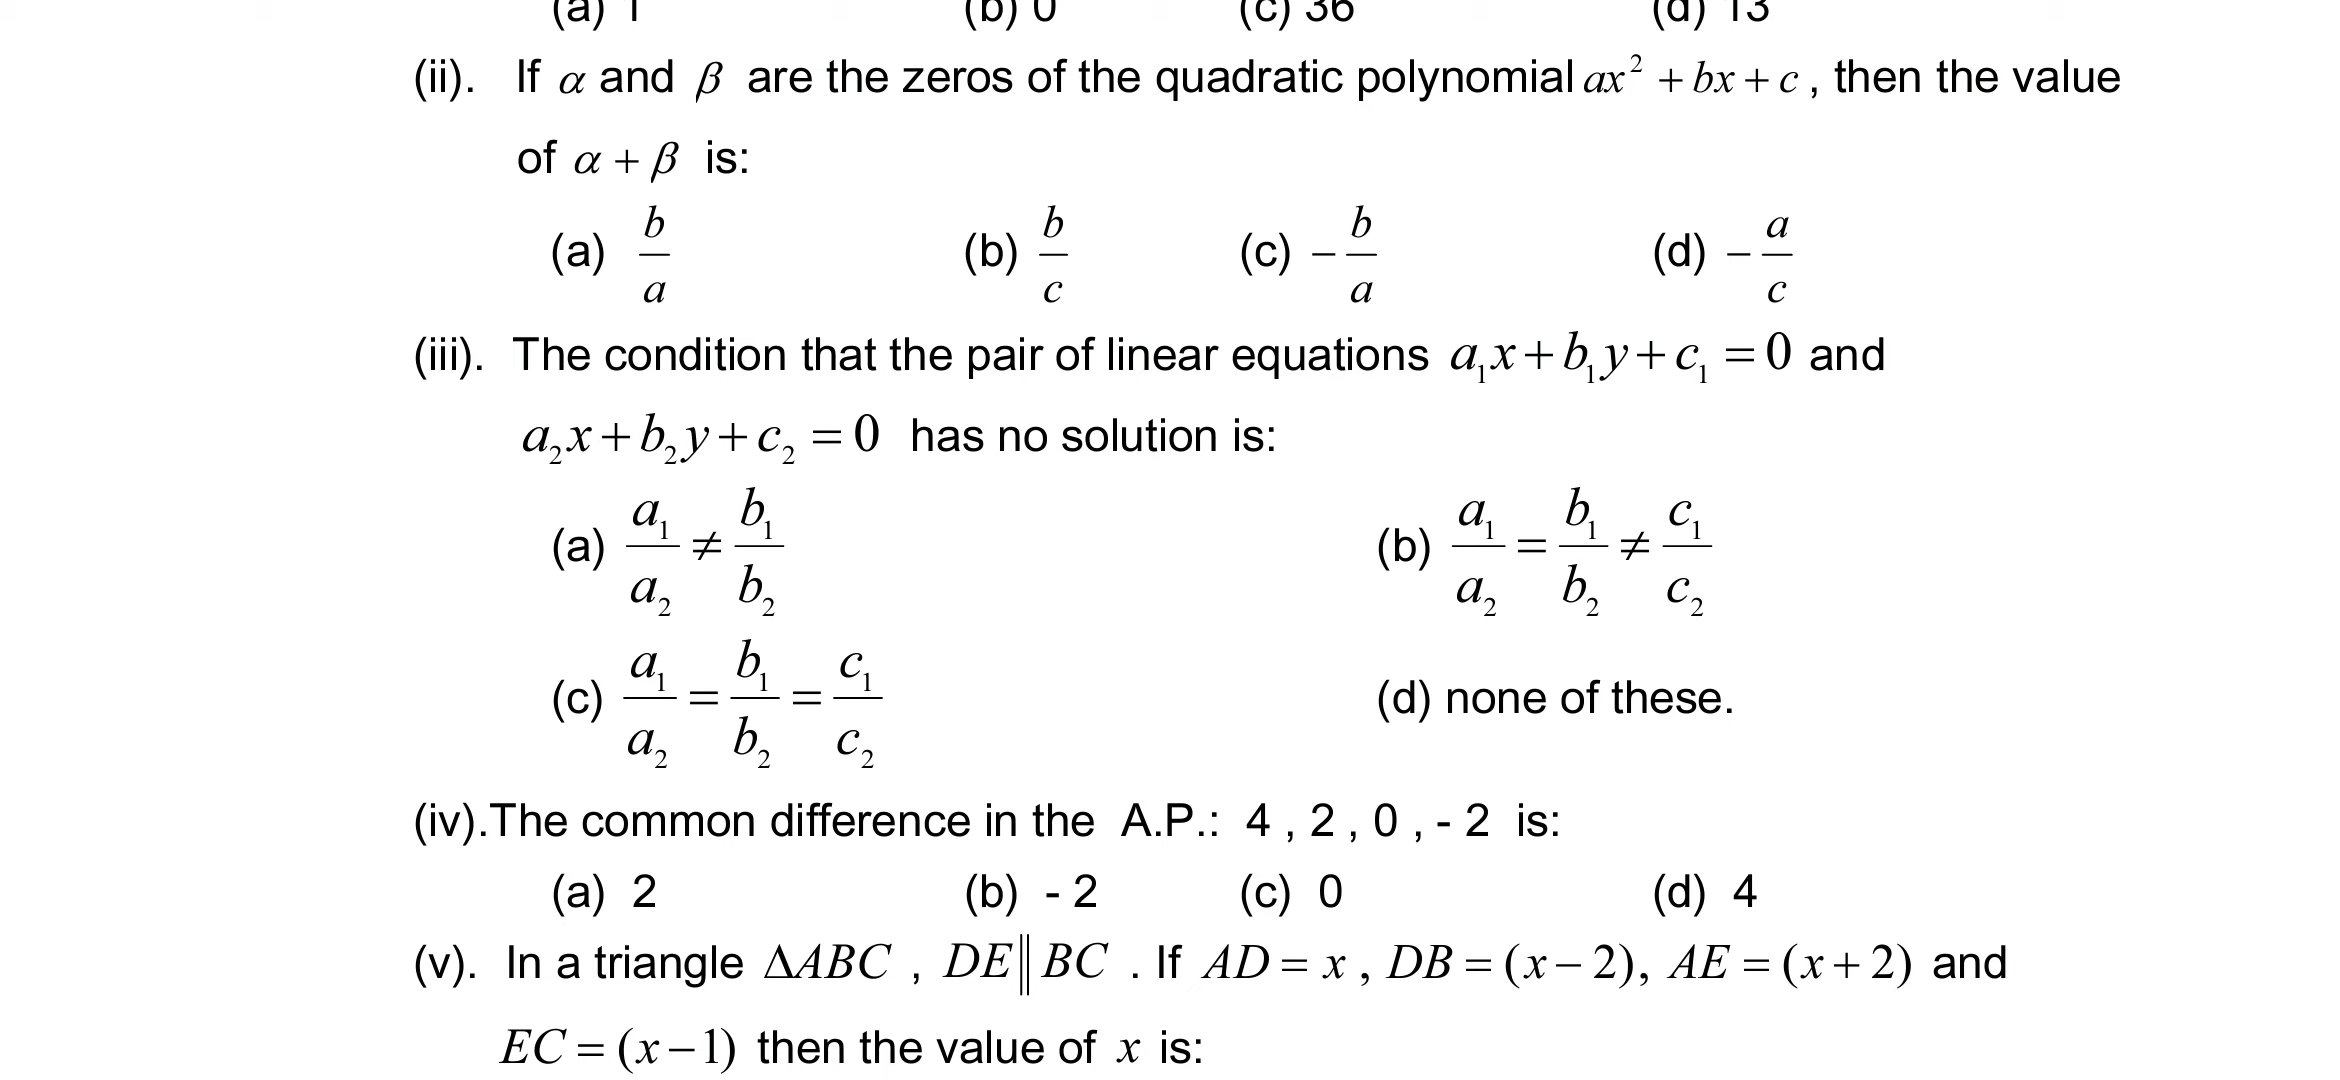 (a) 1 (b) 0 (c) 36 (d) 13
(ii). If α and β are the zeros of the quadratic polynomial ax² + bx + c , then the value
of α + β is:
(a) b/a (b) b/c (c) − b/a (d) − a/c
(iii). The condition that the pair of linear equations a₁x + b₁y + c₁ = 0 and
a₂x + b₂y + c₂ = 0 has no solution is:
(a) a₁/a₂ ≠ b₁/b₂ (b) a₁/a₂ = b₁/b₂ ≠ c₁/c₂
(c) a₁/a₂ = b₁/b₂ = c₁/c₂ (d) none of these.
(iv).The common difference in the A.P.: 4 , 2 , 0 , - 2 is:
(a) 2 (b) - 2 (c) 0 (d) 4
(v). In a triangle ΔABC , DE‖BC . If AD = x , DB = (x − 2), AE = (x + 2) and
EC = (x − 1) then the value of x is: